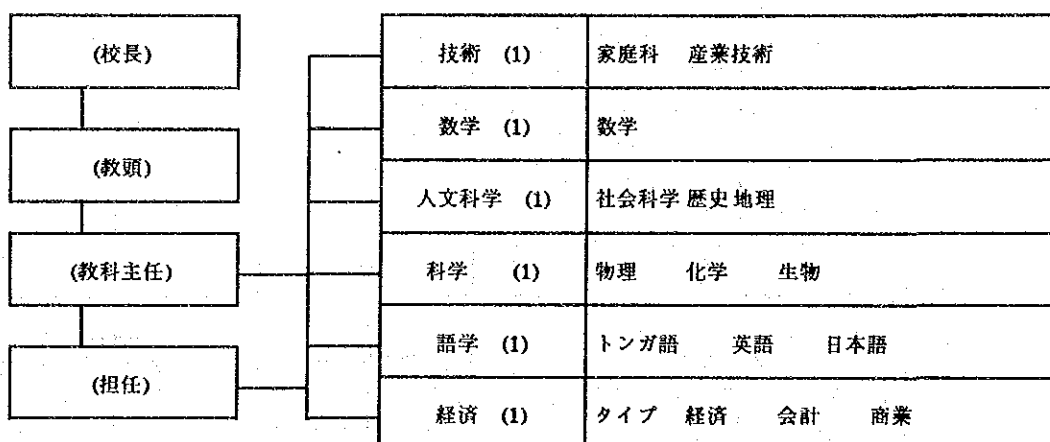 (校長)
(教頭)
(教科主任)
(担任)
技術 (1) 家庭科 産業技術
数学 (1) 数学
人文科学 (1) 社会科学 歴史 地理
科学 (1) 物理 化学 生物
語学 (1) トンガ語 英語 日本語
経済 (1) タイプ 経済 会計 商業